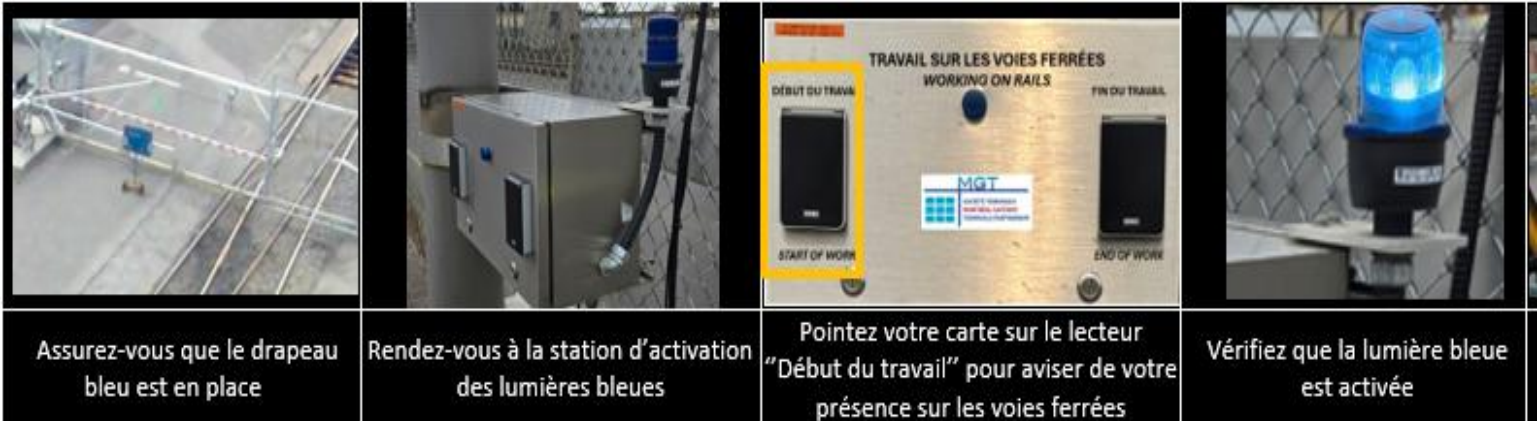 TRAVAIL SUR LES VOIES FERRÉES
WORKING ON RAILS
DÉBUT DU TRAVA
FIN DU TRAVAIL
MGT
START OF WORK
END OF WORK
Assurez-vous que le drapeau
bleu est en place
Rendez-vous à la station d’activation
des lumières bleues
Pointez votre carte sur le lecteur
“Début du travail” pour aviser de votre
présence sur les voies ferrées
Vérifiez que la lumière bleue
est activée